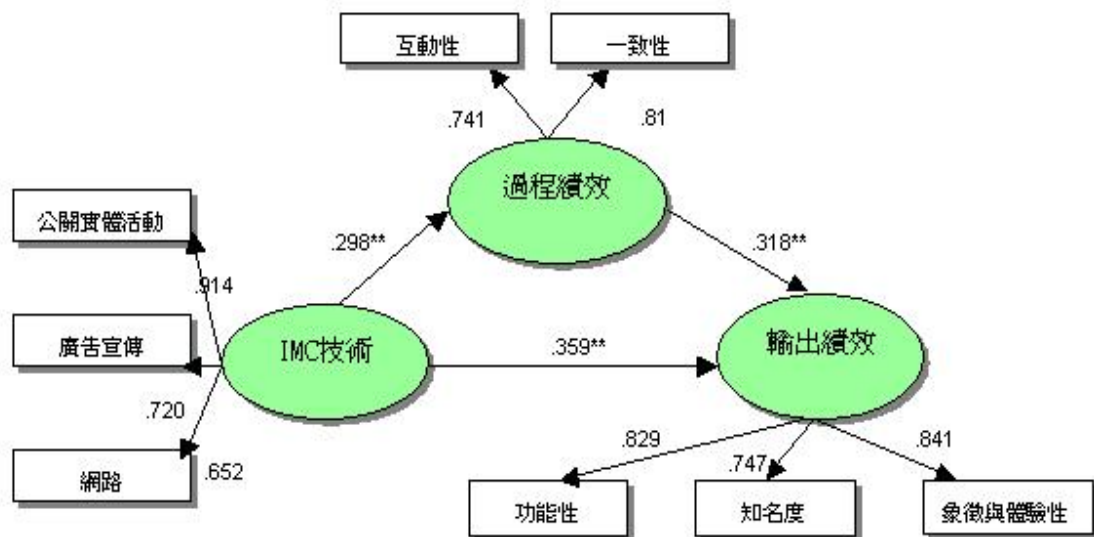 互動性 一致性
.741 .81
過程績效
公關實體活動
.298** .318**
.914
廣告宣傳 IMC技術 .359** 輸出績效
.720
.829 .747 .841
網路 .652
功能性 知名度 象徵與體驗性